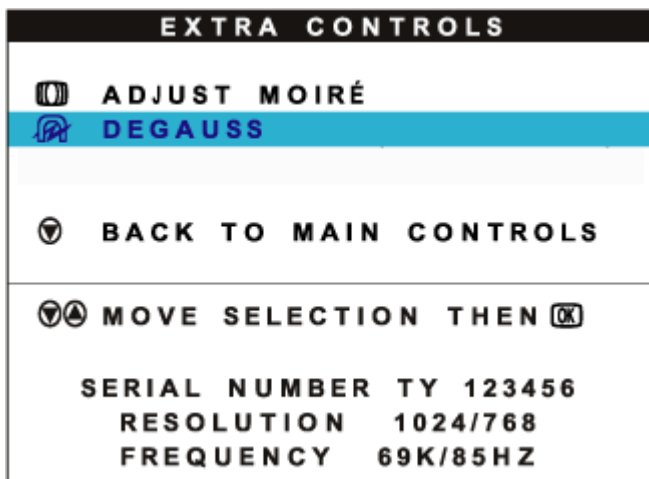 EXTRA CONTROLS
ADJUST MOIRÉ
DEGAUSS
BACK TO MAIN CONTROLS
MOVE SELECTION THEN OK
SERIAL NUMBER TY 123456
RESOLUTION 1024/768
FREQUENCY 69K/85HZ